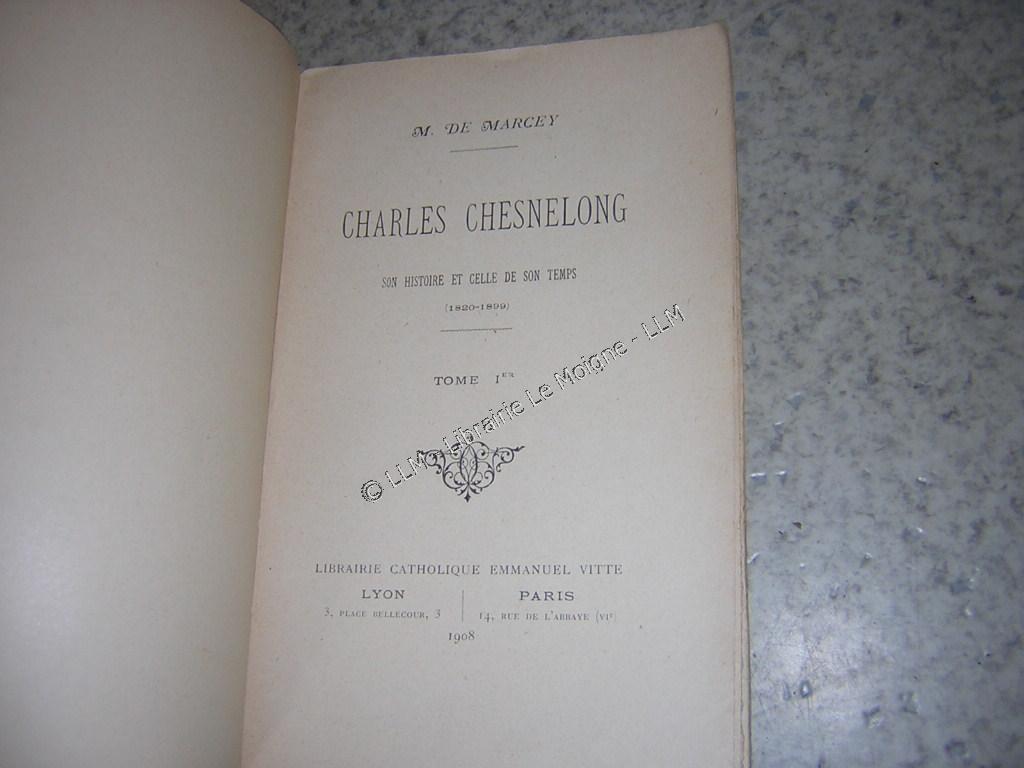 M. DE MARCEY
CHARLES CHESNELONG
SON HISTOIRE ET CELLE DE SON TEMPS
(1820-1899)
TOME IER
© LLM - Librairie Le Moigne - LLM
LIBRAIRIE CATHOLIQUE EMMANUEL VITTE
LYON
3, PLACE BELLECOUR, 3
PARIS
14, RUE DE L'ABBAYE (VIe)
1908